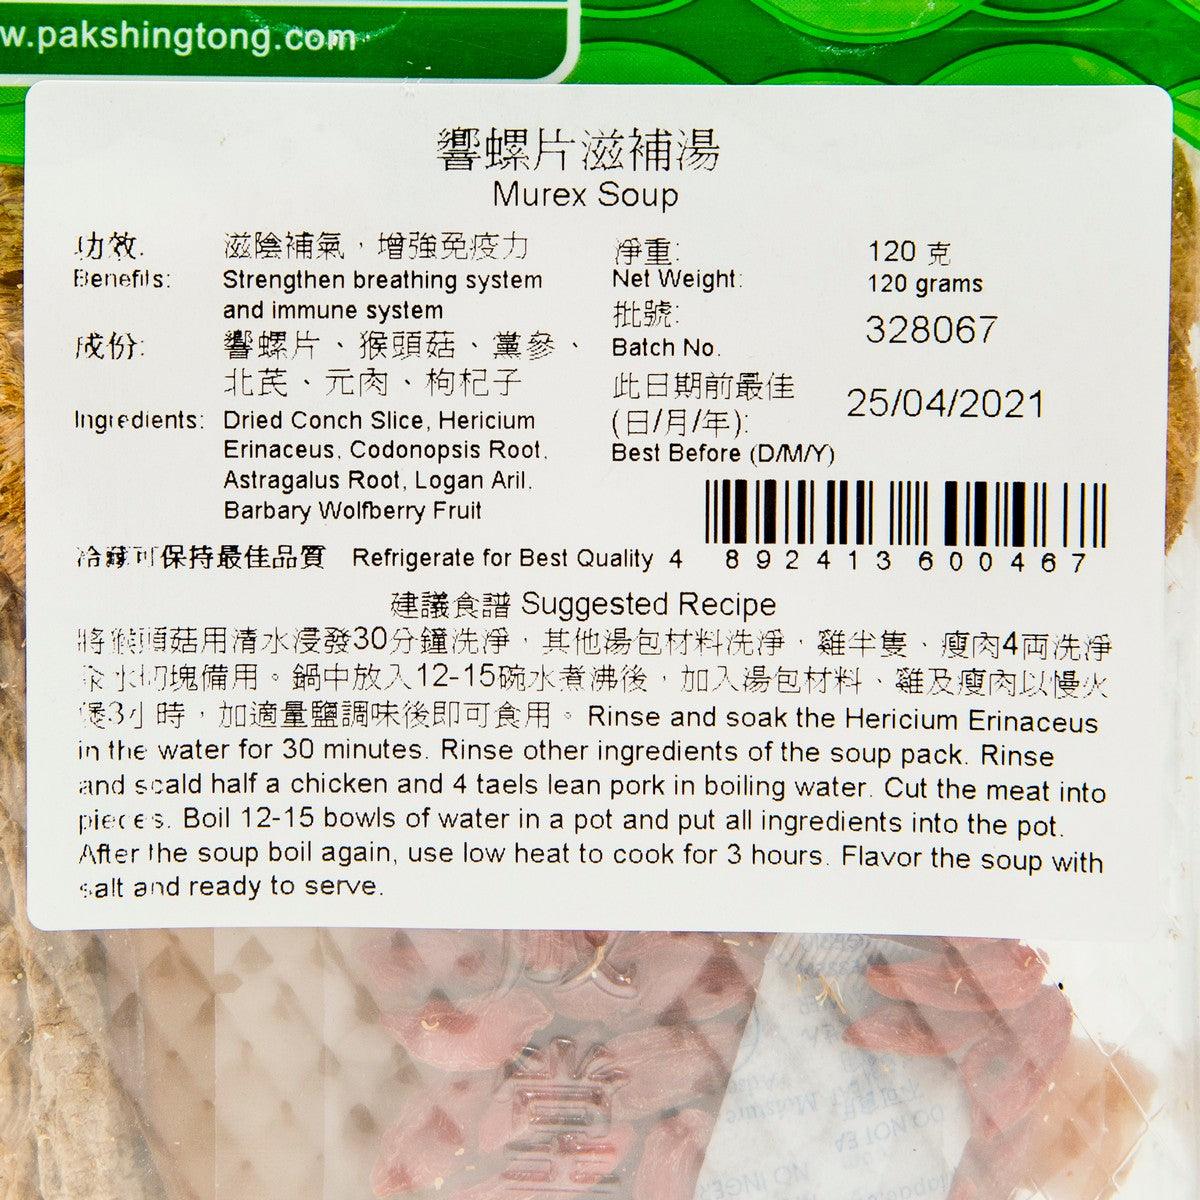 w.pakshingtong.com
響螺片滋補湯
Murex Soup
功效:
滋陰補氣，增強免疫力
Benefits:
Strengthen breathing system
and immune system
成份:
響螺片、猴頭菇、黨參、
北芪、元肉、枸杞子
Ingredients:
Dried Conch Slice, Hericium
Erinaceus, Codonopsis Root,
Astragalus Root, Logan Aril.
Barbary Wolfberry Fruit
淨重:
120 克
Net Weight:
120 grams
批號:
328067
Batch No.
此日期前最佳
25/04/2021
(日/月/年):
Best Before (D/M/Y)
4 892413 600467
冷藏可保持最佳品質 Refrigerate for Best Quality
建議食譜 Suggested Recipe
將猴頭菇用清水浸發30分鐘洗淨，其他湯包材料洗淨，雞半隻、瘦肉4両洗淨
汆水切塊備用。鍋中放入12-15碗水煮沸後，加入湯包材料、雞及瘦肉以慢火
煲3小時，加適量鹽調味後即可食用。Rinse and soak the Hericium Erinaceus
in the water for 30 minutes. Rinse other ingredients of the soup pack. Rinse
and scald half a chicken and 4 taels lean pork in boiling water. Cut the meat into
pieces. Boil 12-15 bowls of water in a pot and put all ingredients into the pot.
After the soup boil again, use low heat to cook for 3 hours. Flavor the soup with
salt and ready to serve.
DO NOT EA